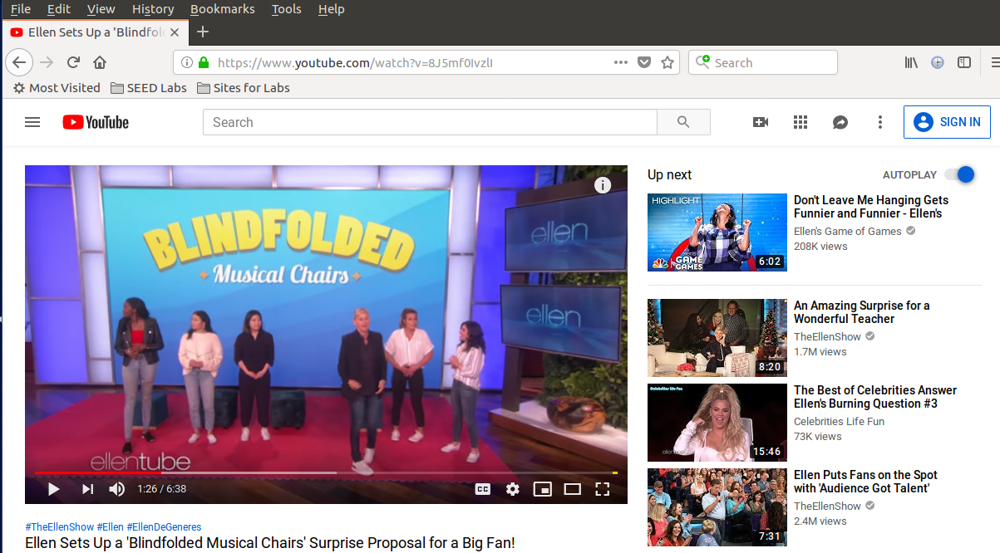 File Edit View History Bookmarks Tools Help
Ellen Sets Up a 'Blindfol
https://www.youtube.com/watch?v=8J5mf0IvzlI
Search
Most Visited SEED Labs Sites for Labs
YouTube
Search
SIGN IN
BLINDFOLDED
Musical Chairs
ellen
ellen
ellentube
1:26 / 6:38
CC
#TheEllenShow #Ellen #EllenDeGeneres
Ellen Sets Up a 'Blindfolded Musical Chairs' Surprise Proposal for a Big Fan!
Up next
AUTOPLAY
HIGHLIGHT
GAME
GAMES
6:02
Don't Leave Me Hanging Gets
Funnier and Funnier - Ellen's
Ellen's Game of Games
208K views
8:20
An Amazing Surprise for a
Wonderful Teacher
TheEllenShow
1.7M views
Celebrities Life Fun
15:46
The Best of Celebrities Answer
Ellen's Burning Question #3
Celebrities Life Fun
73K views
7:31
Ellen Puts Fans on the Spot
with 'Audience Got Talent'
TheEllenShow
2.4M views